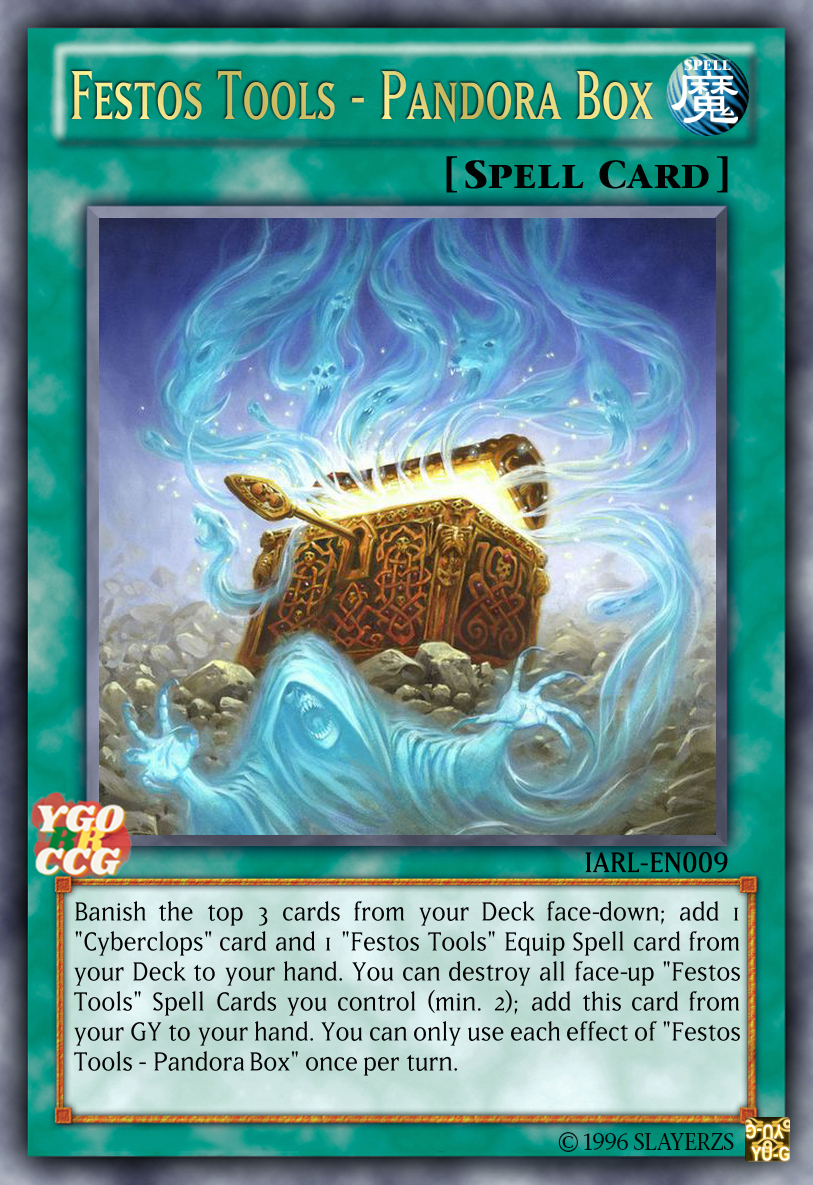 FESTOS TOOLS - PANDORA BOX
SPELL
魔
[SPELL CARD]
YGO
BR
CCG
IARL-EN009
Banish the top 3 cards from your Deck face-down; add 1
"Cyberclops" card and 1 "Festos Tools" Equip Spell card from
your Deck to your hand. You can destroy all face-up "Festos
Tools" Spell Cards you control (min. 2); add this card from
your GY to your hand. You can only use each effect of "Festos
Tools - Pandora Box" once per turn.
© 1996 SLAYERZS
YU-G